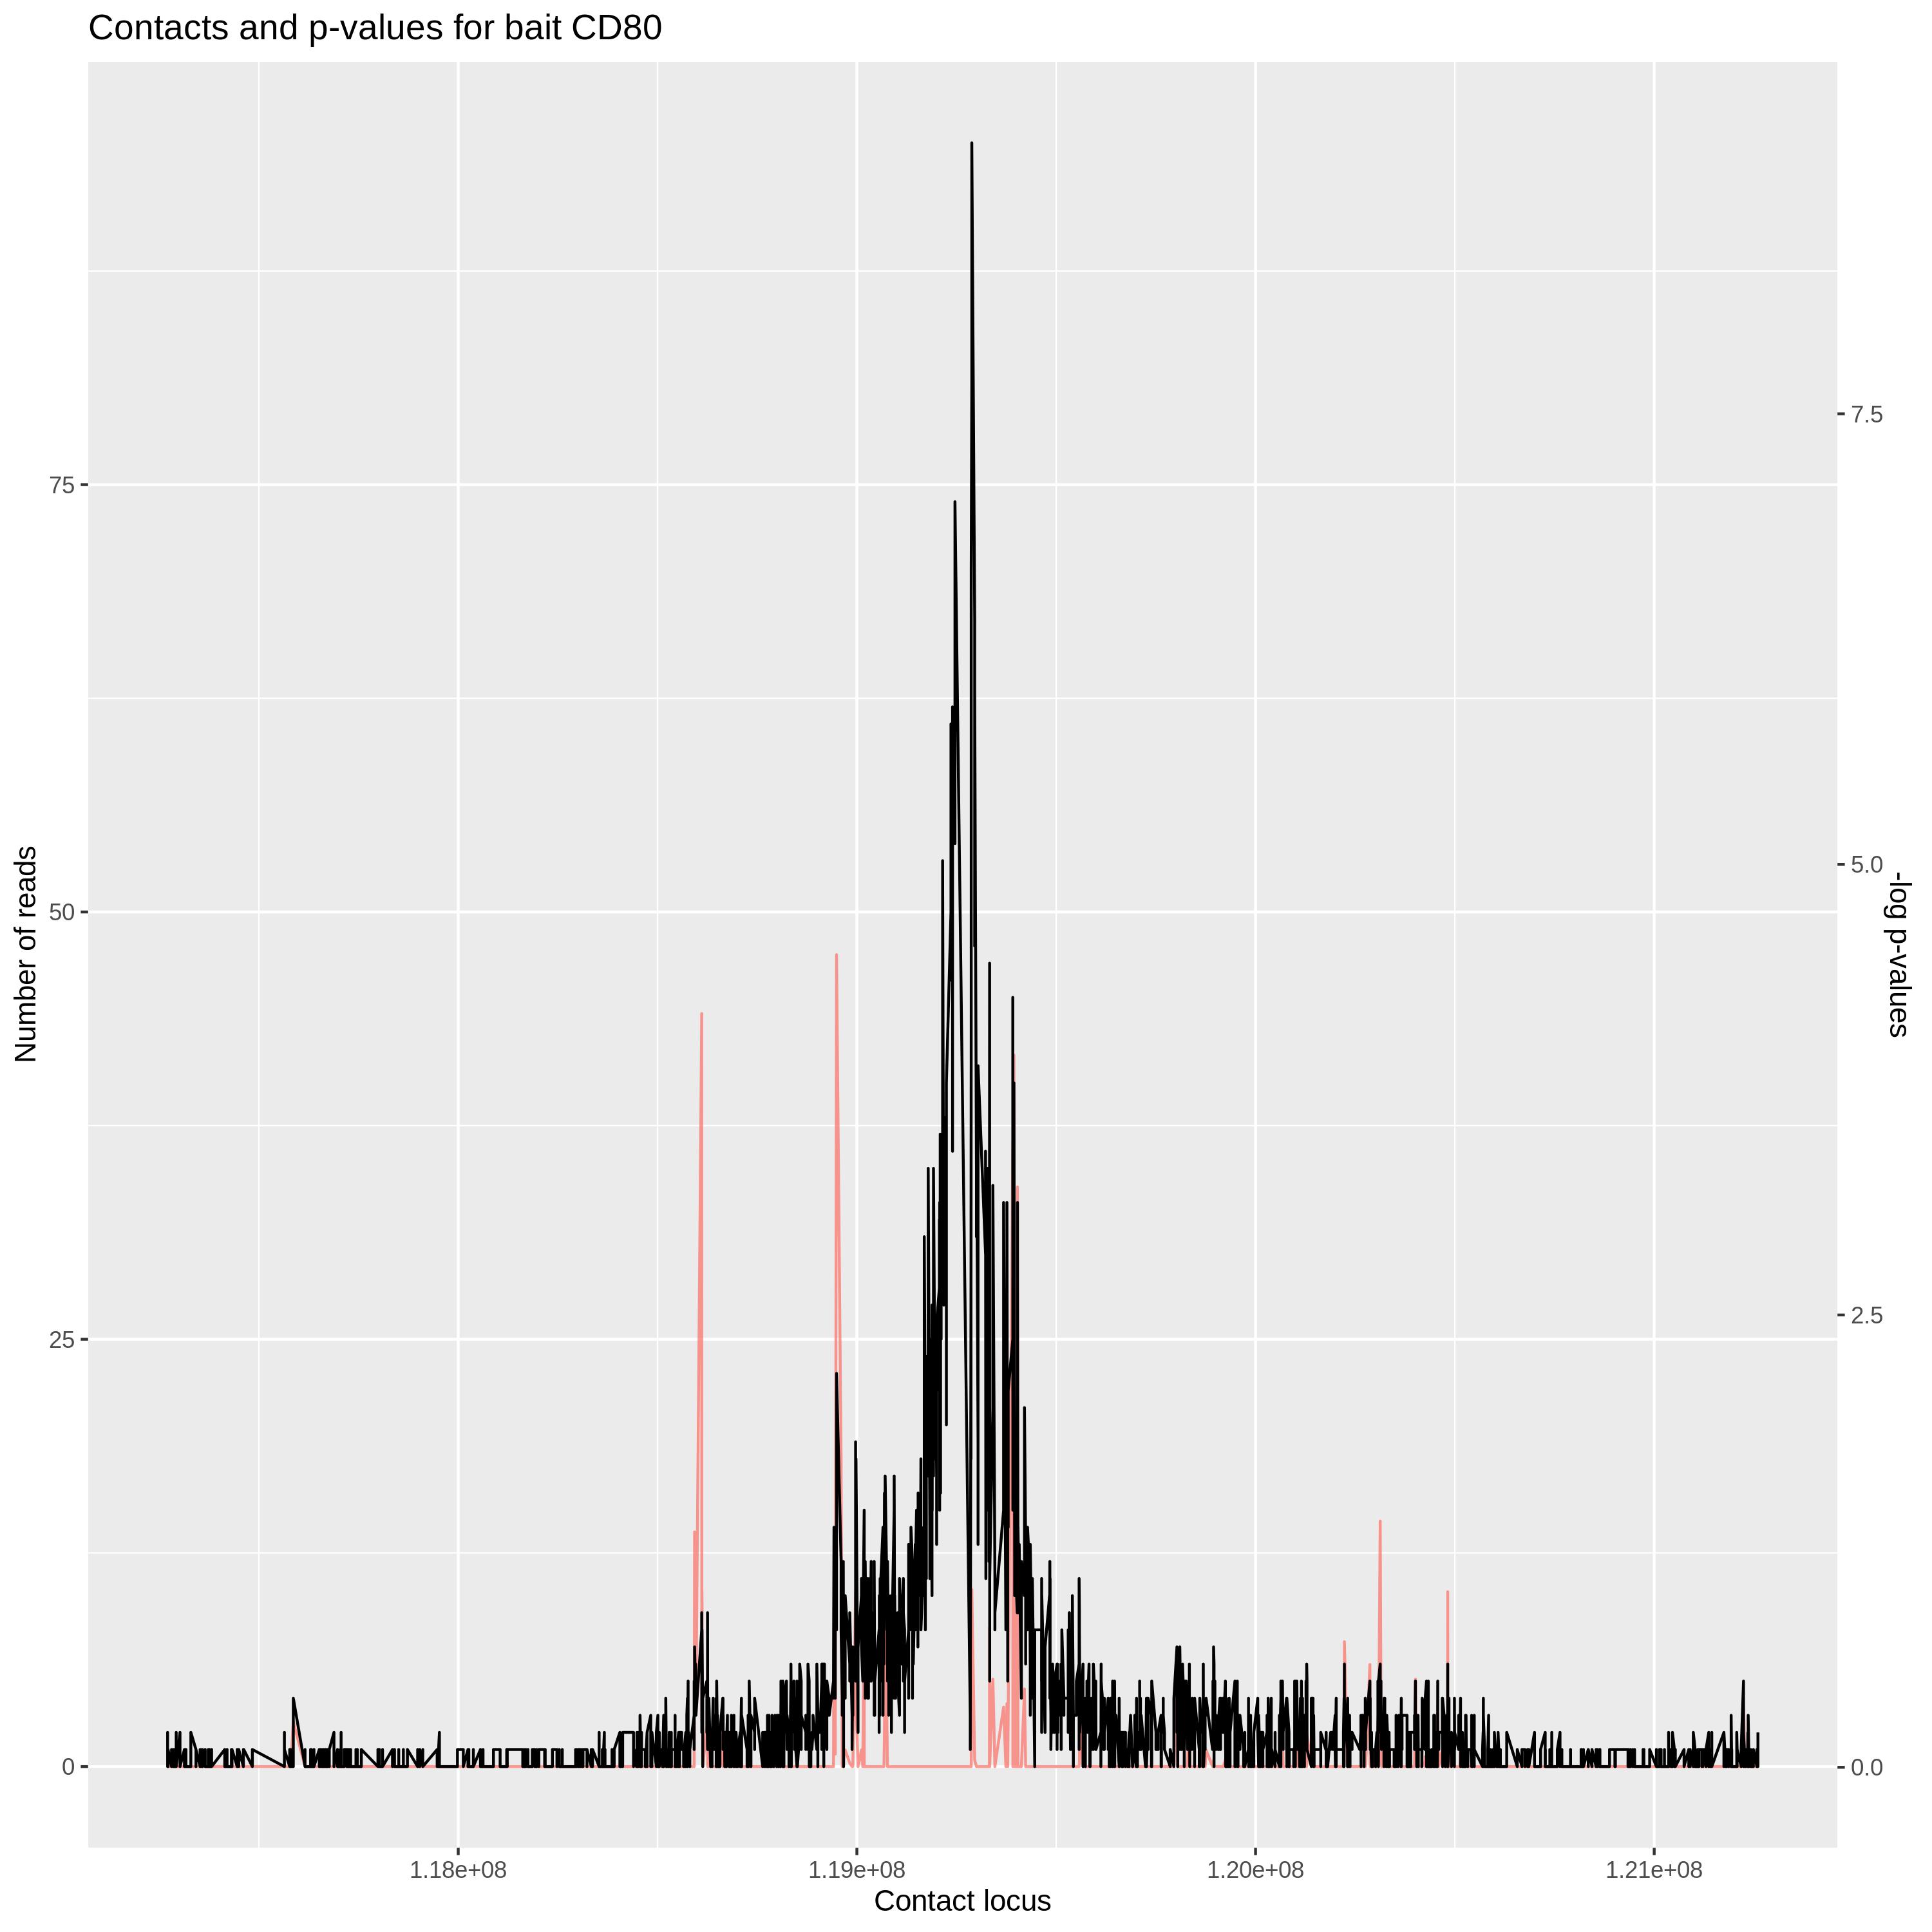 Contacts and p-values for bait CD80
Number of reads
75
50
25
0
7.5
5.0
2.5
0.0
-log p-values
1.18e+08
1.19e+08
1.20e+08
1.21e+08
Contact locus